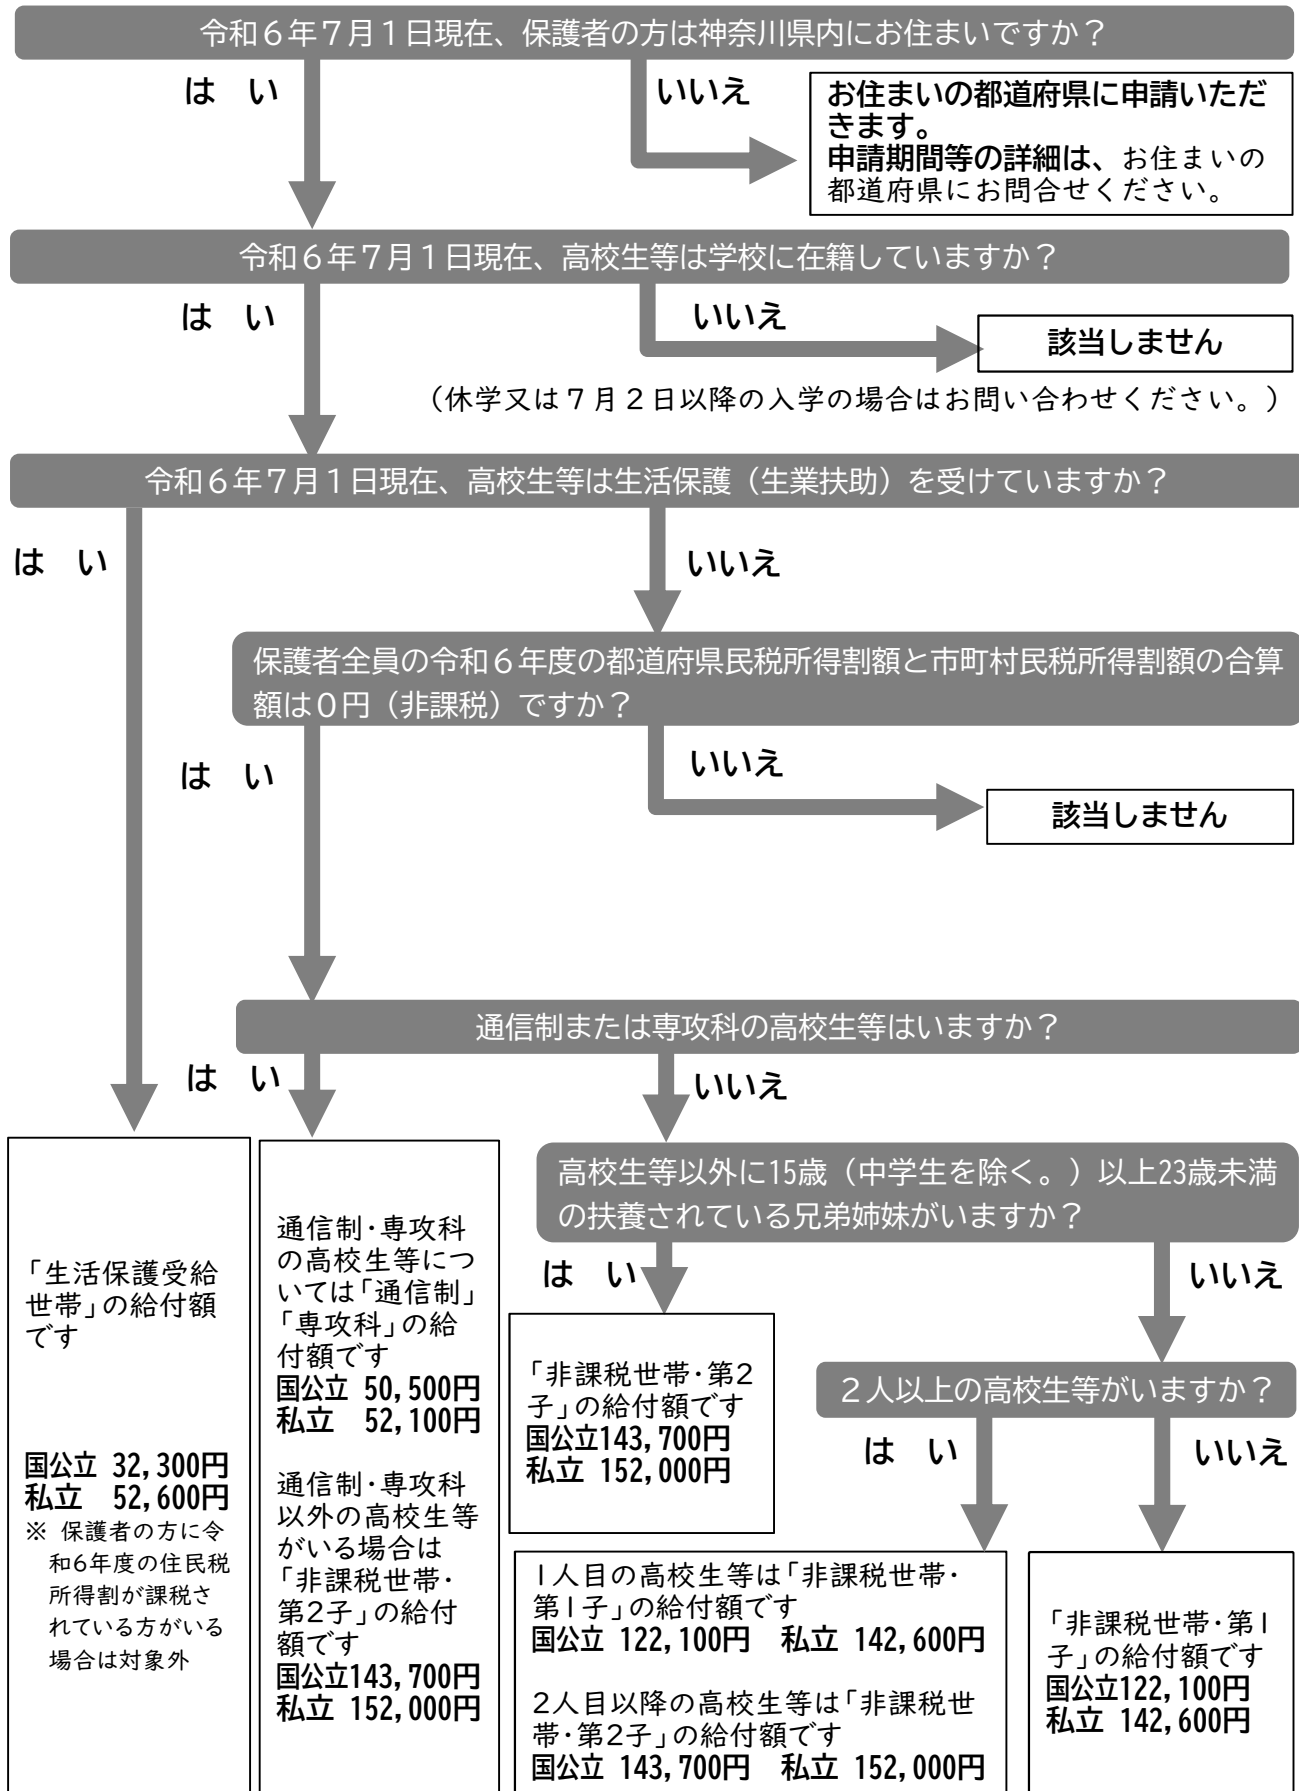 令和６年７月１日現在、保護者の方は神奈川県内にお住まいですか？
は　い
いいえ
お住まいの都道府県に申請いただ
きます。
申請期間等の詳細は、お住まいの
都道府県にお問合せください。
令和６年７月１日現在、高校生等は学校に在籍していますか？
は　い
いいえ
該当しません
（休学又は７月２日以降の入学の場合はお問い合わせください。）
令和６年７月１日現在、高校生等は生活保護（生業扶助）を受けていますか？
は　い
いいえ
保護者全員の令和６年度の都道府県民税所得割額と市町村民税所得割額の合算
額は０円（非課税）ですか？
は　い
いいえ
該当しません
通信制または専攻科の高校生等はいますか？
は　い
いいえ
「生活保護受給
世帯」の給付額
です
国公立 32,300円
私立　52,600円
※ 保護者の方に令
和6年度の住民税
所得割が課税さ
れている方がいる
場合は対象外
通信制・専攻科
の高校生等につ
いては「通信制」
「専攻科」の給
付額です
国公立 50,500円
私立　52,100円
通信制・専攻科
以外の高校生等
がいる場合は
「非課税世帯・
第2子」の給付
額です
国公立143,700円
私立 152,000円
高校生等以外に15歳（中学生を除く。）以上23歳未満
の扶養されている兄弟姉妹がいますか？
は　い
いいえ
「非課税世帯・第2
子」の給付額です
国公立143,700円
私立 152,000円
２人以上の高校生等がいますか？
は　い
いいえ
1人目の高校生等は「非課税世帯・
第1子」の給付額です
国公立 122,100円　私立 142,600円
2人目以降の高校生等は「非課税世
帯・第2子」の給付額です
国公立 143,700円　私立 152,000円
「非課税世帯・第1
子」の給付額です
国公立122,100円
私立 142,600円